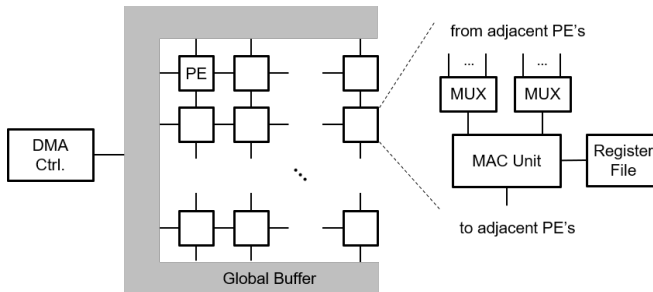 from adjacent PE's
...
...
PE
MUX
MUX
DMA
Ctrl.
MAC Unit
Register
File
to adjacent PE's
Global Buffer